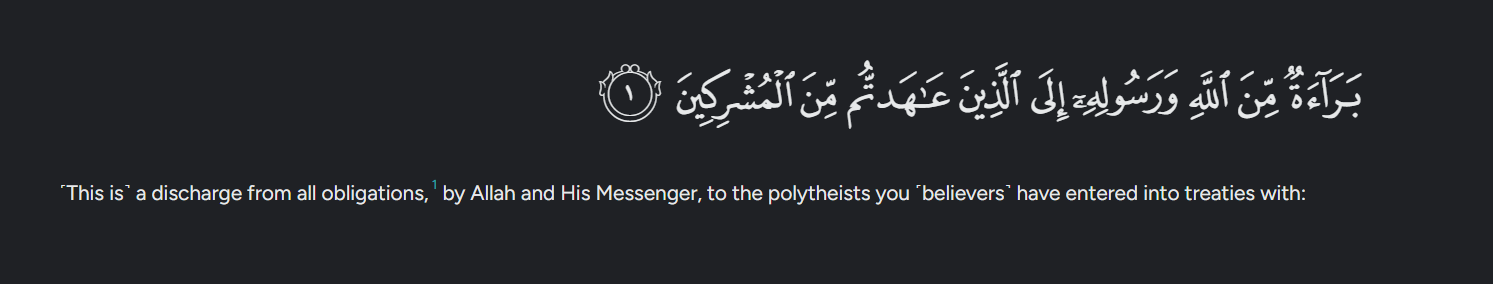 بَرَآءَةٌ مِّنَ ٱللَّهِ وَرَسُولِهِۦٓ إِلَى ٱلَّذِينَ عَـٰهَدتُّم مِّنَ ٱلْمُشْرِكِينَ ١
⸢This is⸣ a discharge from all obligations,¹ by Allah and His Messenger, to the polytheists you ⸢believers⸣ have entered into treaties with: